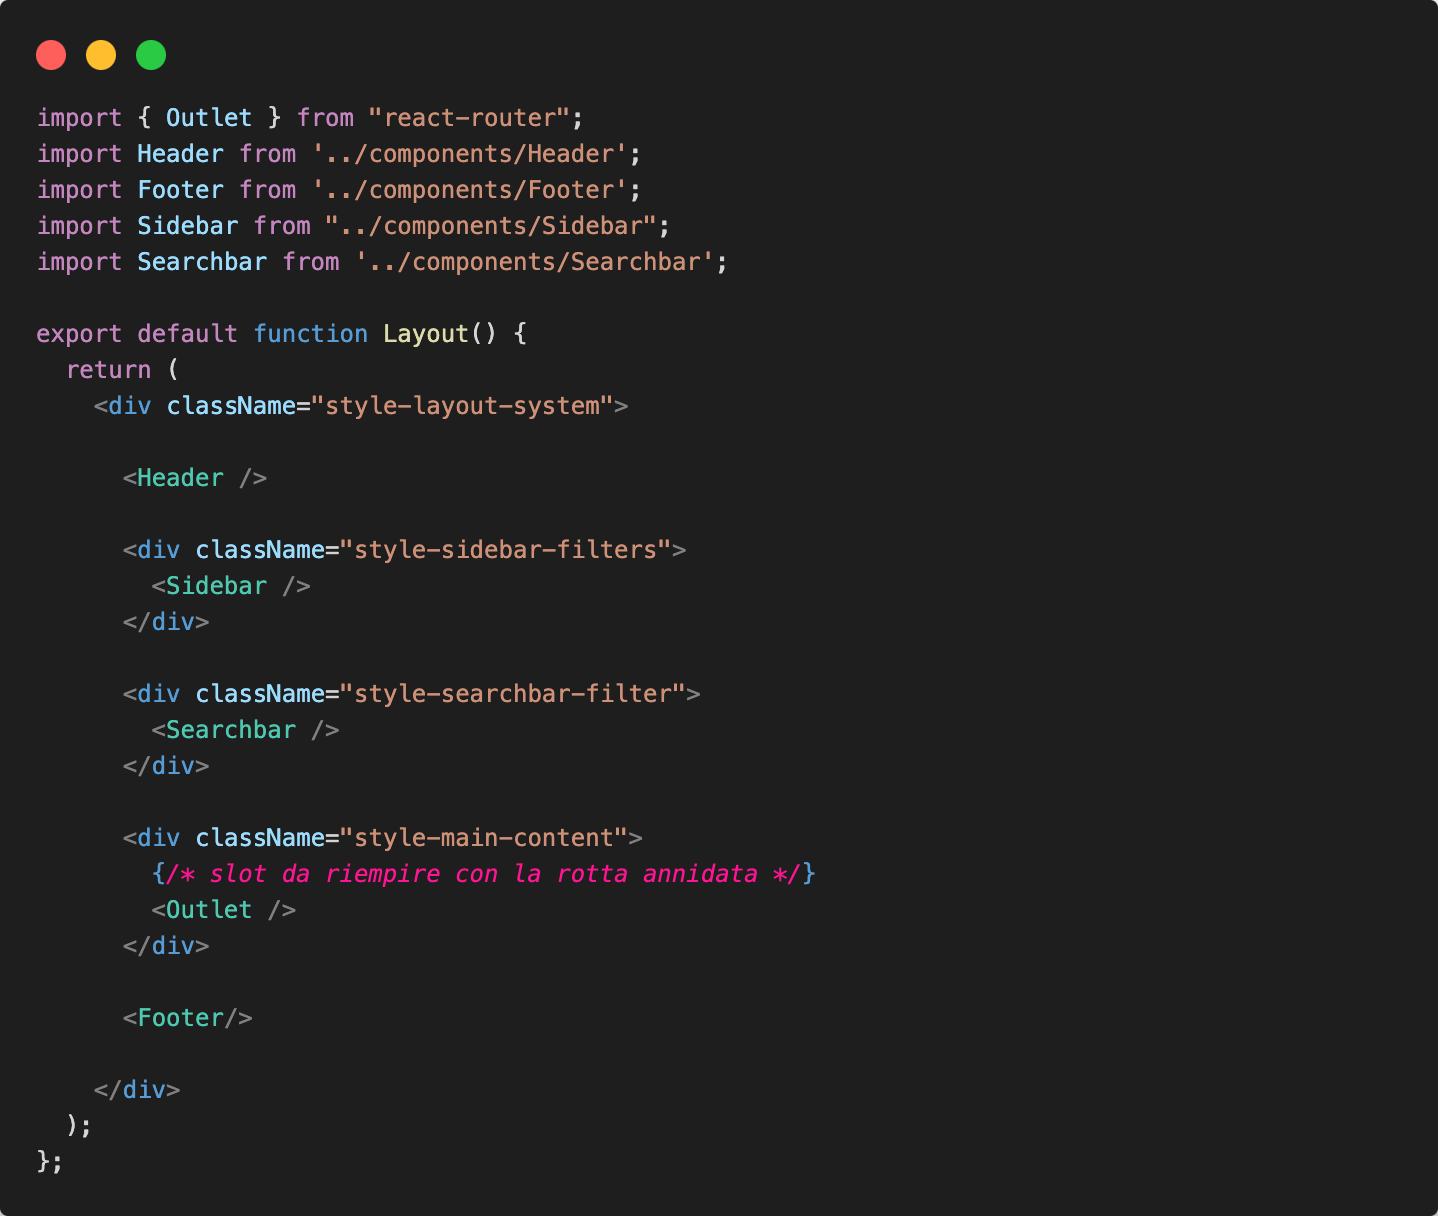 import { Outlet } from "react-router";
import Header from '../components/Header';
import Footer from '../components/Footer';
import Sidebar from "../components/Sidebar";
import Searchbar from '../components/Searchbar';

export default function Layout() {
  return (
    <div className="style-layout-system">

      <Header />

      <div className="style-sidebar-filters">
        <Sidebar />
      </div>

      <div className="style-searchbar-filter">
        <Searchbar />
      </div>

      <div className="style-main-content">
        {/* slot da riempire con la rotta annidata */}
        <Outlet />
      </div>

      <Footer/>

    </div>
  );
};